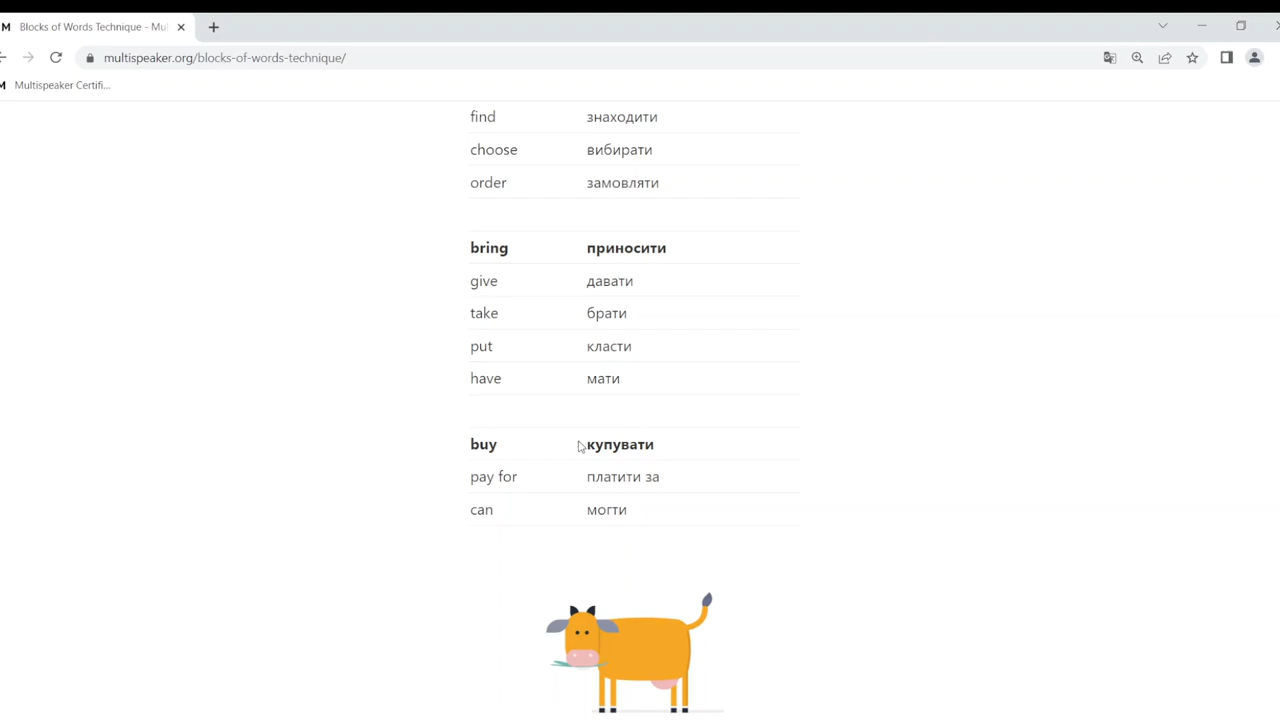 M Blocks of Words Technique - Mul
multispeaker.org/blocks-of-words-technique/
M Multispeaker Certifi...
find знаходити
choose вибирати
order замовляти
bring приносити
give давати
take брати
put класти
have мати
buy купувати
pay for платити за
can могти